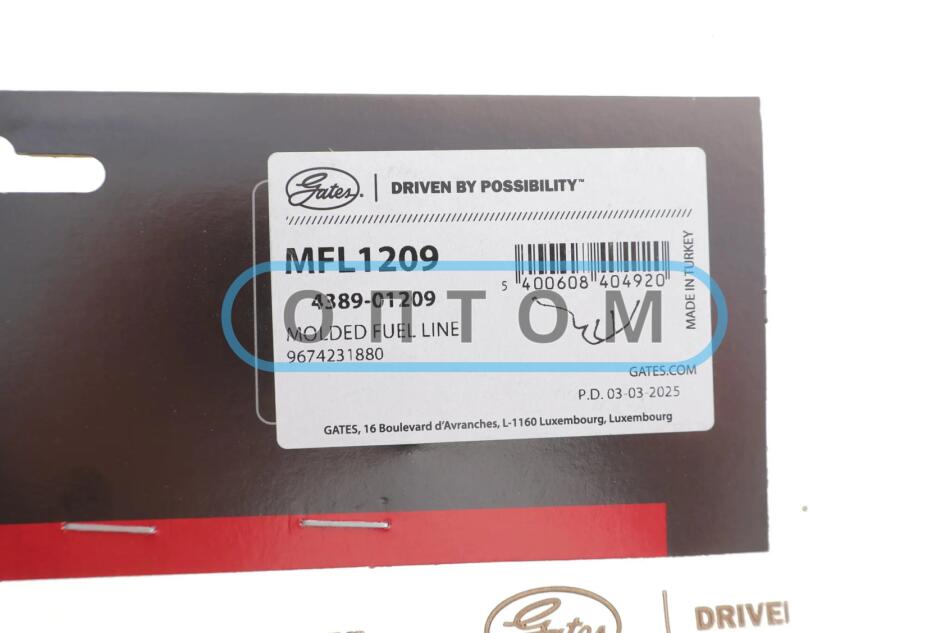 Gates. | DRIVEN BY POSSIBILITY™
MFL1209
4389-01209
MOLDED FUEL LINE
9674231880
5 400608 404920
MADE IN TURKEY
ОПТОМ
GATES.COM
P.D. 03-03-2025
GATES, 16 Boulevard d'Avranches, L-1160 Luxembourg, Luxembourg
Gates | DRIVE